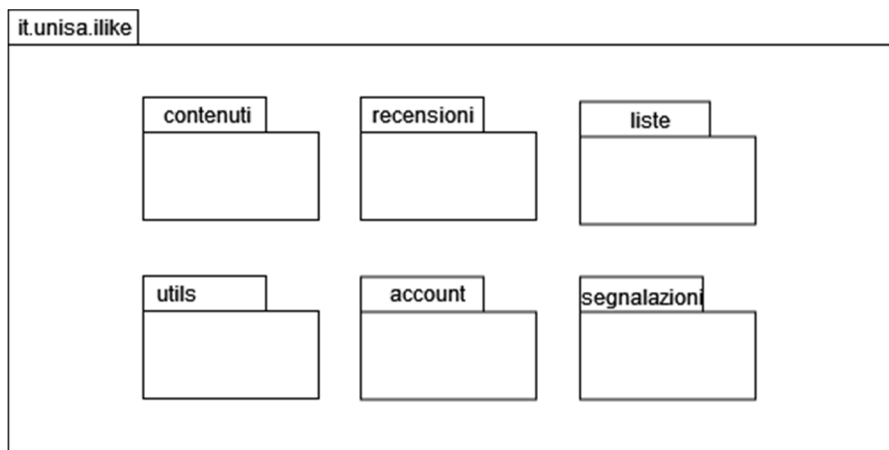 it.unisa.ilike
contenuti
recensioni
liste
utils
account
segnalazioni